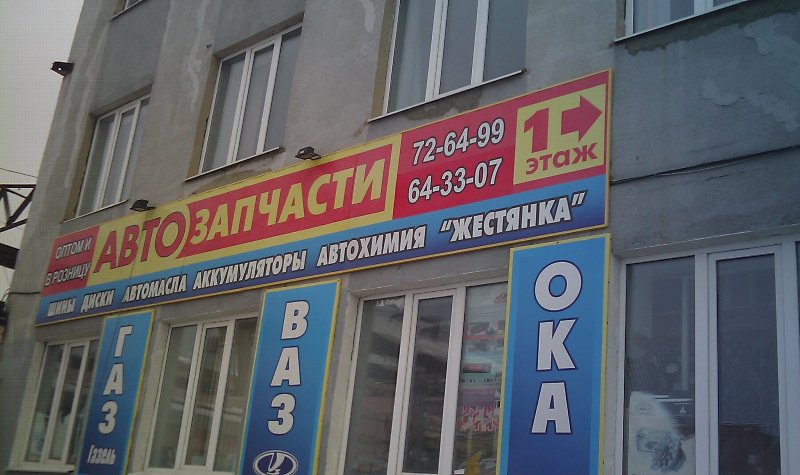 ОПТОМ И
В РОЗНИЦУ
АВТОЗАПЧАСТИ
72-64-99
64-33-07
1
этаж
ШИНЫ ДИСКИ АВТОМАСЛА АККУМУЛЯТОРЫ АВТОХИМИЯ "ЖЕСТЯНКА"
ГАЗ
Газель
ВАЗ
ОКА